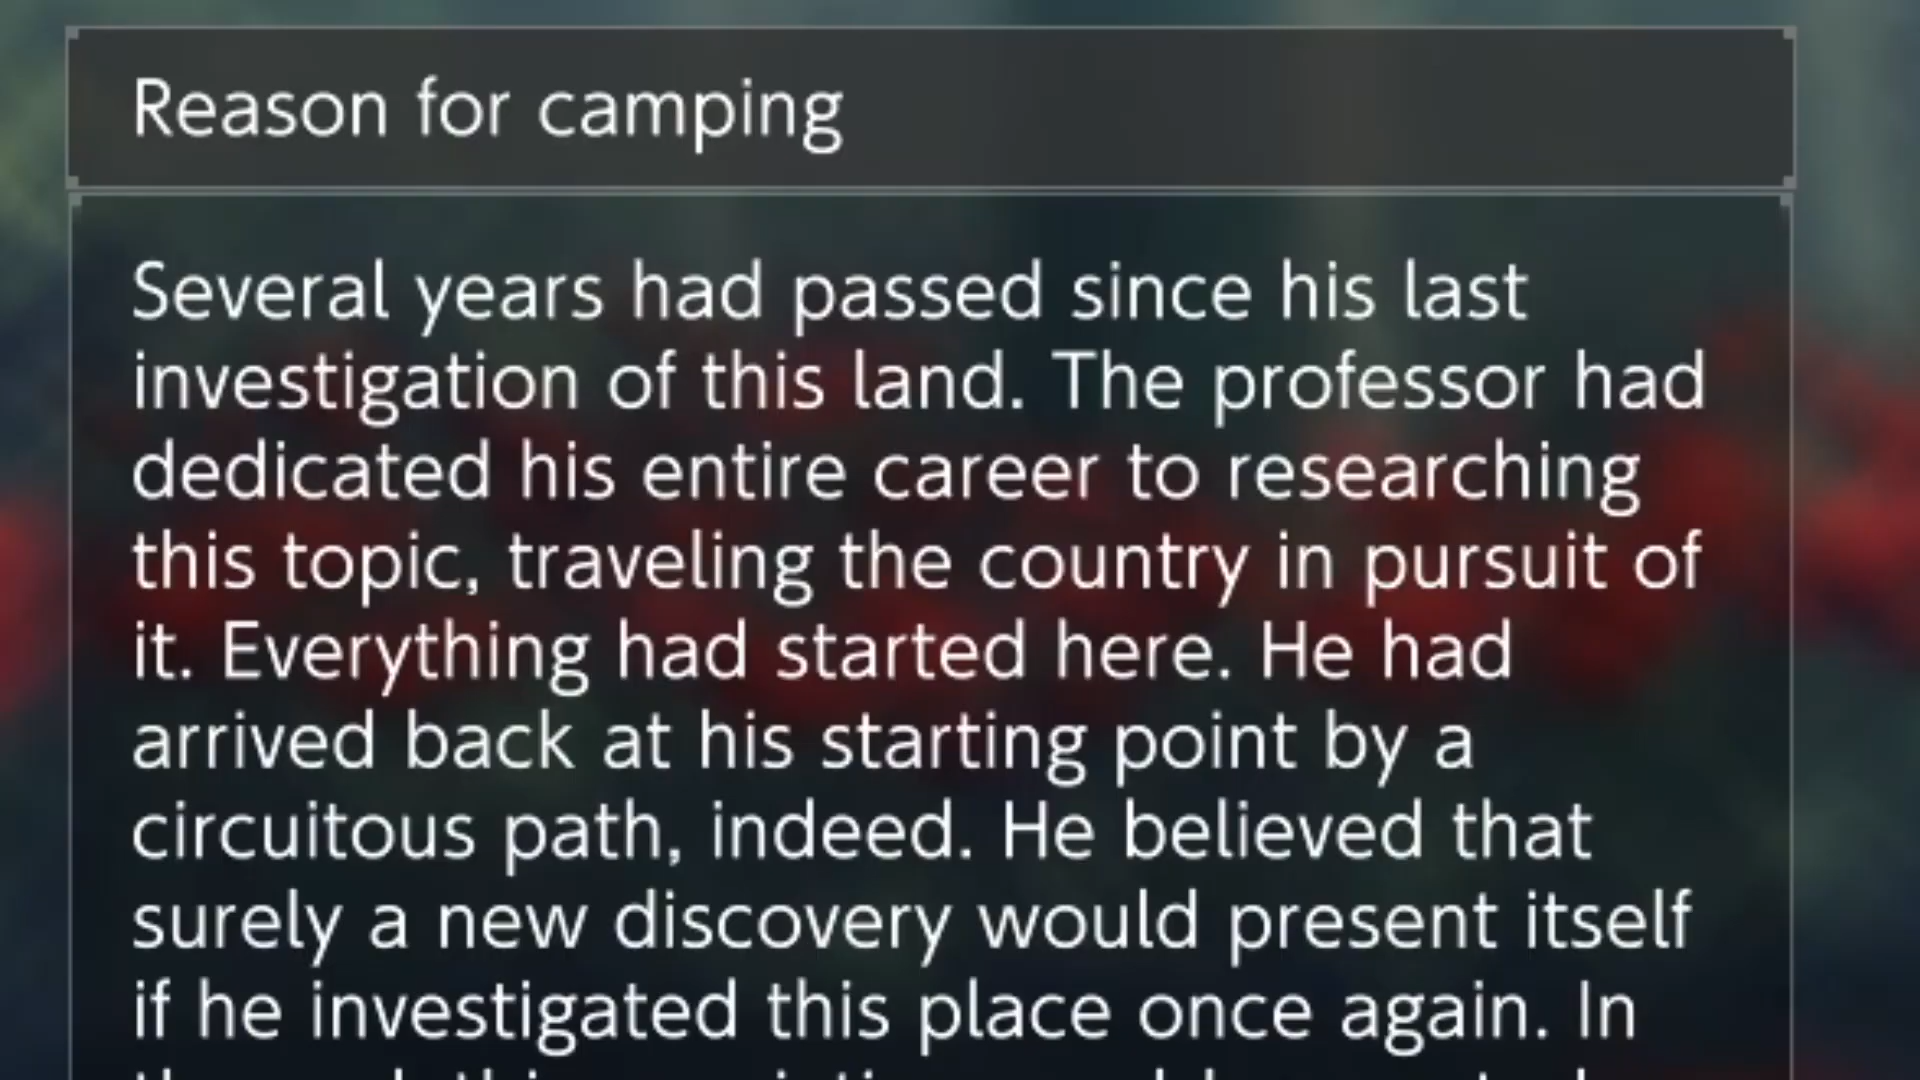 Reason for camping
Several years had passed since his last
investigation of this land. The professor had
dedicated his entire career to researching
this topic, traveling the country in pursuit of
it. Everything had started here. He had
arrived back at his starting point by a
circuitous path, indeed. He believed that
surely a new discovery would present itself
if he investigated this place once again. In